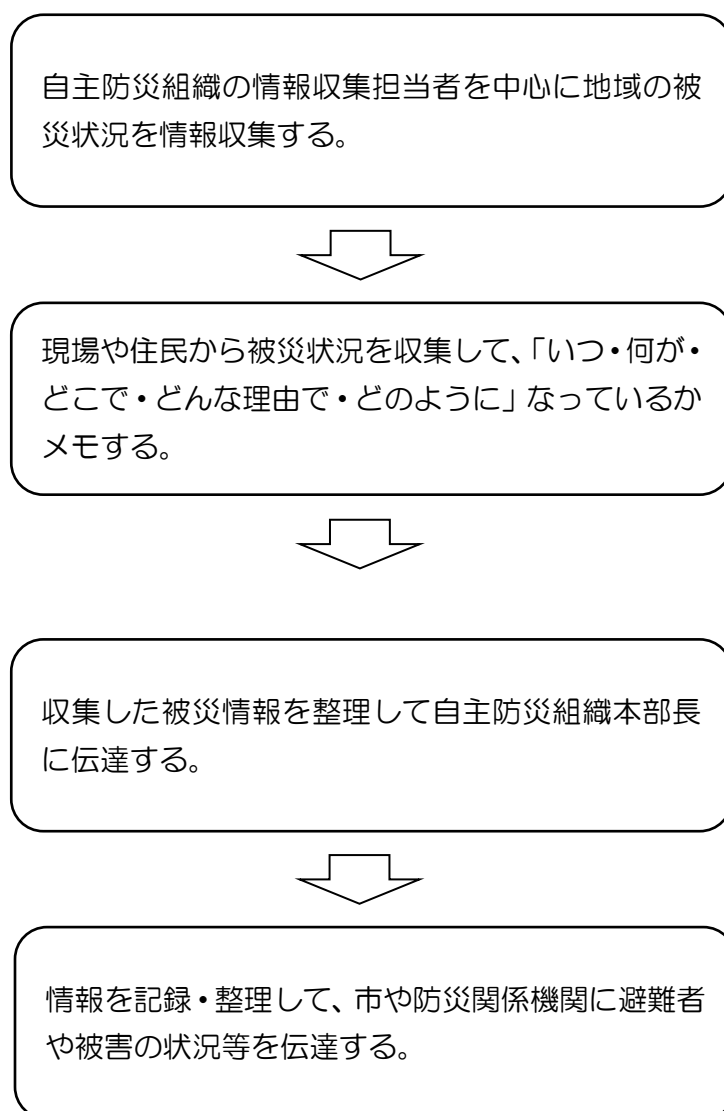 自主防災組織の情報収集担当者を中心に地域の被
災状況を情報収集する。
現場や住民から被災状況を収集して、「いつ・何が・
どこで・どんな理由で・どのように」なっているか
メモする。
収集した被災情報を整理して自主防災組織本部長
に伝達する。
情報を記録・整理して、市や防災関係機関に避難者
や被害の状況等を伝達する。